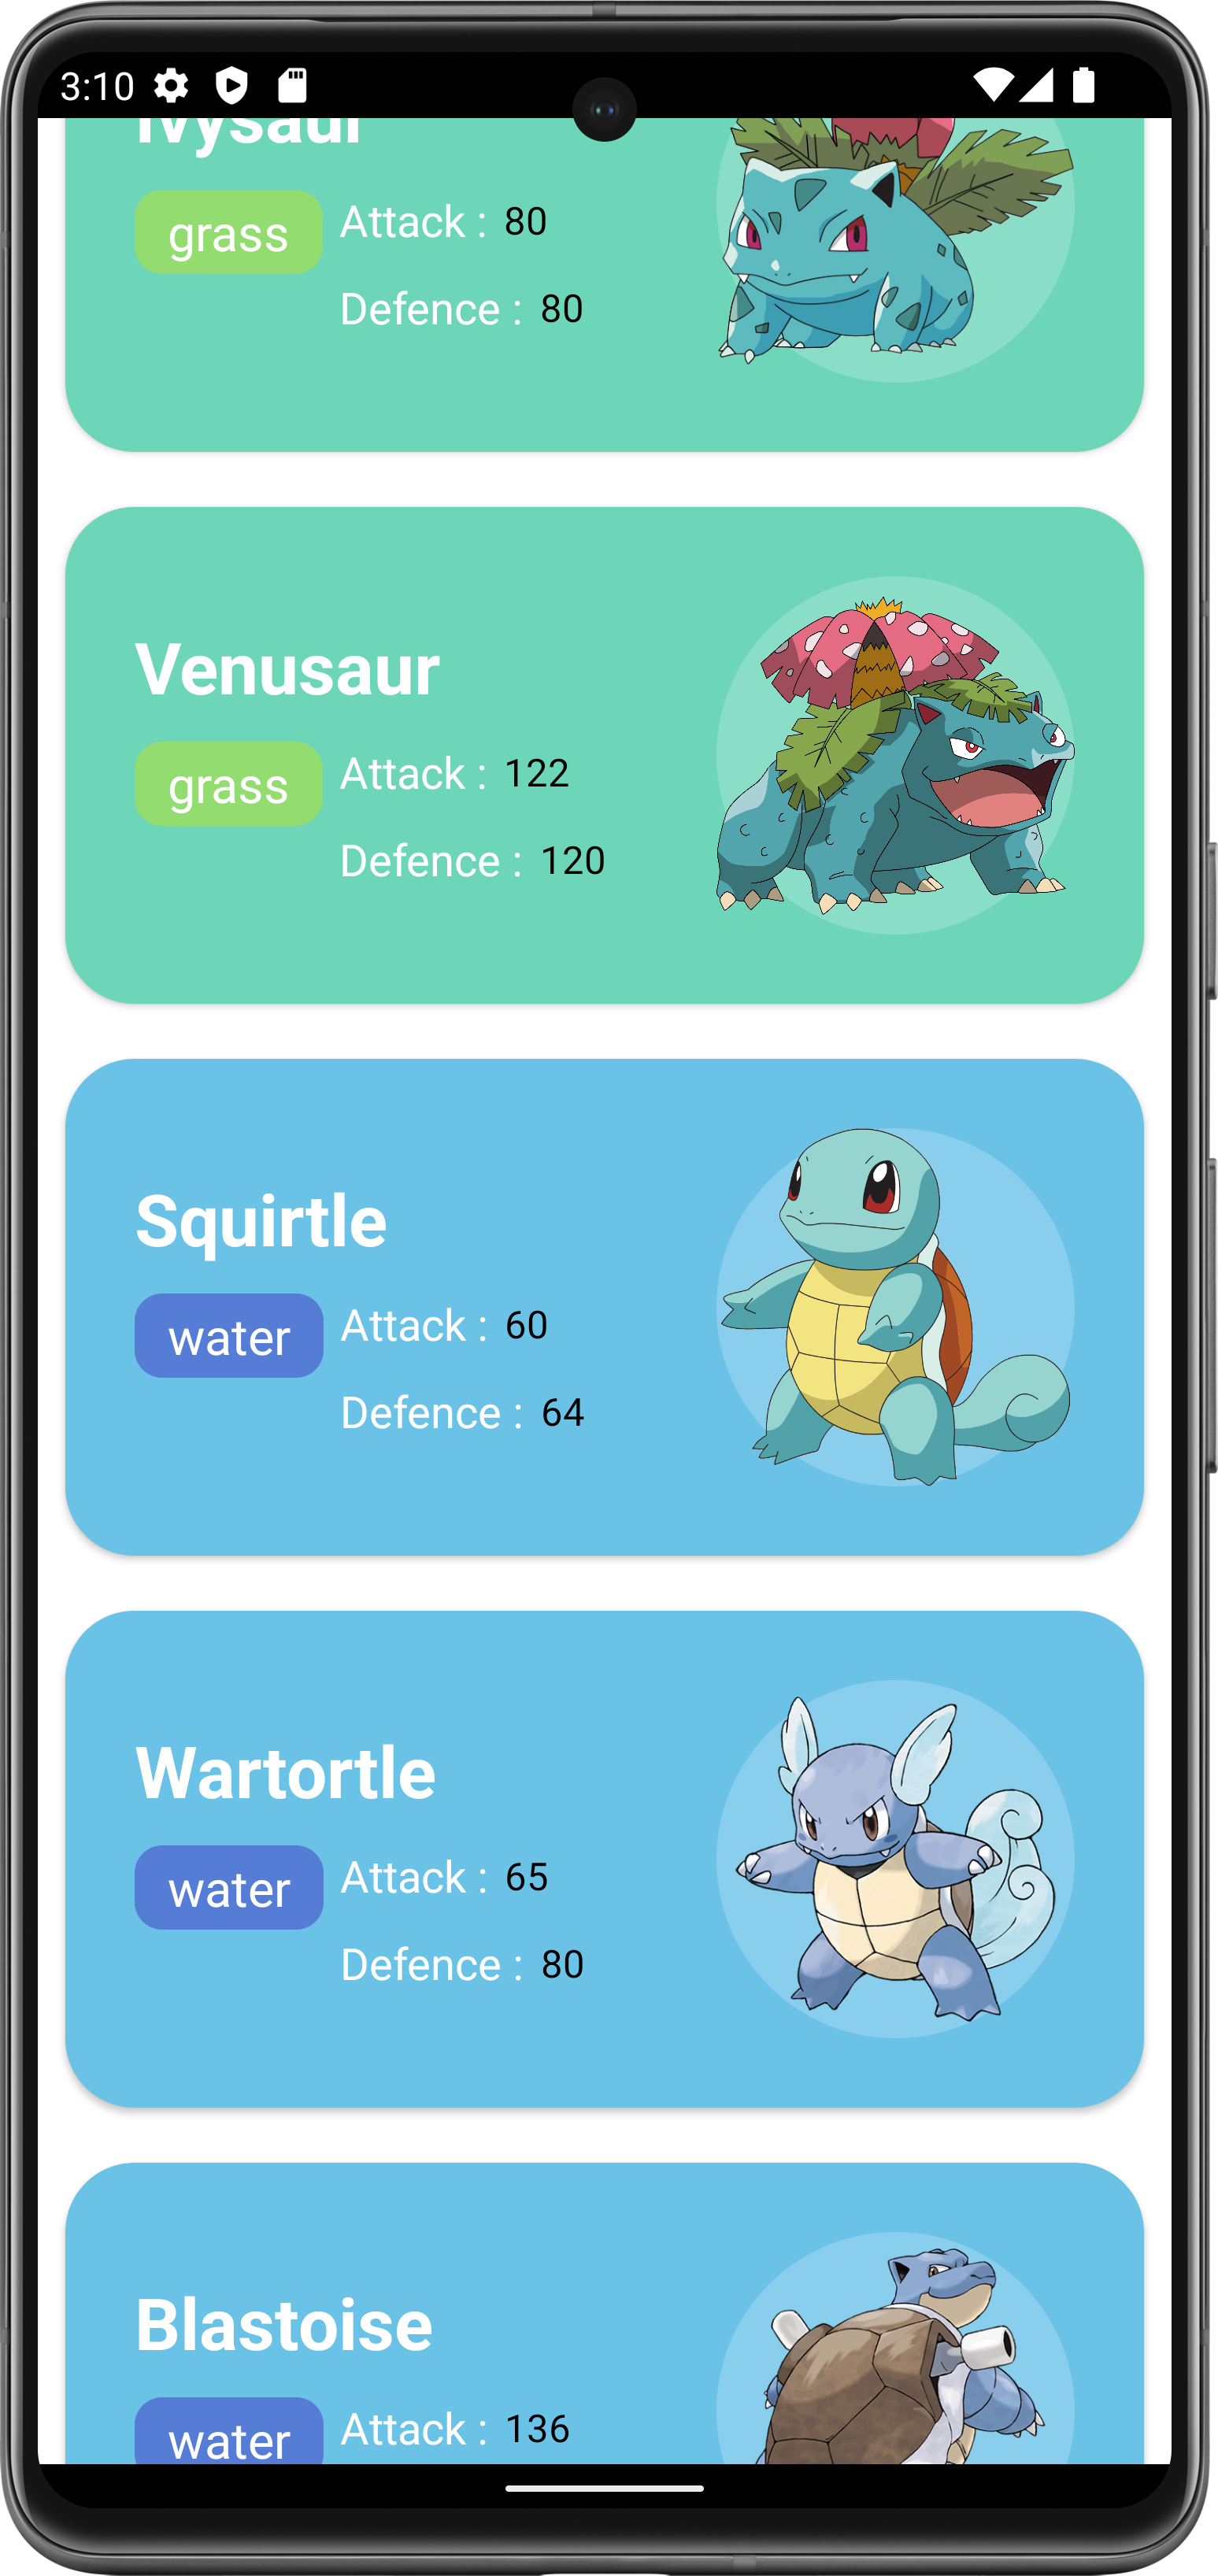 3:10
Ivysaur
grass Attack : 80
Defence : 80
Venusaur
grass Attack : 122
Defence : 120
Squirtle
water Attack : 60
Defence : 64
Wartortle
water Attack : 65
Defence : 80
Blastoise
water Attack : 136